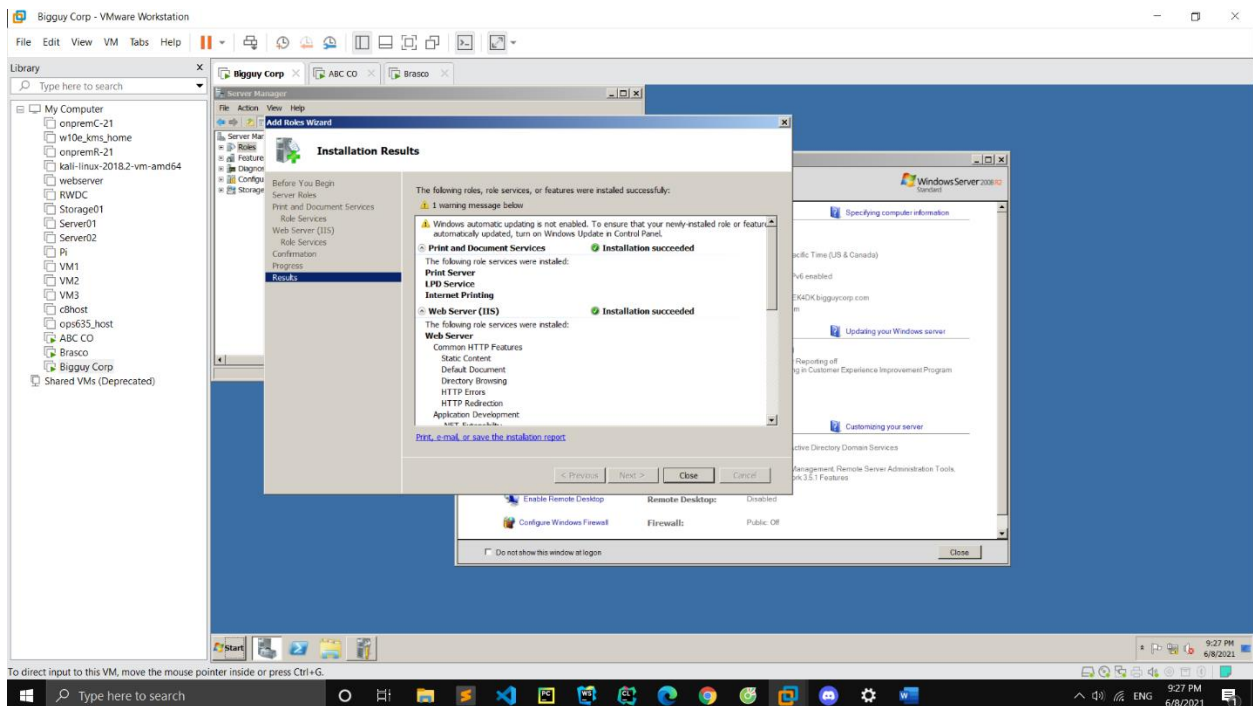 Bigguy Corp - VMware Workstation
File Edit View VM Tabs Help
Library
Type here to search
My Computer
onpremC-21
w10e_kms_home
onpremR-21
kali-linux-2018.2-vm-amd64
webserver
RWDC
Storage01
Server01
Server02
Pi
VM1
VM2
VM3
c8host
ops635_host
ABC CO
Brasco
Bigguy Corp
Shared VMs (Deprecated)
Bigguy Corp ABC CO Brasco
Server Manager
File Action View Help
Server Mar
Roles
Feature
Diagnos
Configu
Storage
Add Roles Wizard
Installation Results
Before You Begin
Server Roles
Print and Document Services
Role Services
Web Server (IIS)
Role Services
Confirmation
Progress
Results
The following roles, role services, or features were installed successfully:
1 warning message below
Windows automatic updating is not enabled. To ensure that your newly-installed role or feature
automatically updated, turn on Windows Update in Control Panel.
Print and Document Services Installation succeeded
The following role services were installed:
Print Server
LPD Service
Internet Printing
Web Server (IIS) Installation succeeded
The following role services were installed:
Web Server
Common HTTP Features
Static Content
Default Document
Directory Browsing
HTTP Errors
HTTP Redirection
Application Development
.NET Extensibility
Print, e-mail, or save the installation report
< Previous Next > Close Cancel
Windows Server 2008 R2
Standard
Specifying computer information
acific Time (US & Canada)
Pv6 enabled
EK4DK.bigguycorp.com
m
Updating your Windows server
Reporting off
ng in Customer Experience Improvement Program
Customizing your server
ctive Directory Domain Services
Management, Remote Server Administration Tools,
ork 3.5.1 Features
Enable Remote Desktop Remote Desktop: Disabled
Configure Windows Firewall Firewall: Public: Off
Do not show this window at logon
Close
Start
9:27 PM
6/8/2021
To direct input to this VM, move the mouse pointer inside or press Ctrl+G.
Type here to search
ENG
9:27 PM
6/8/2021